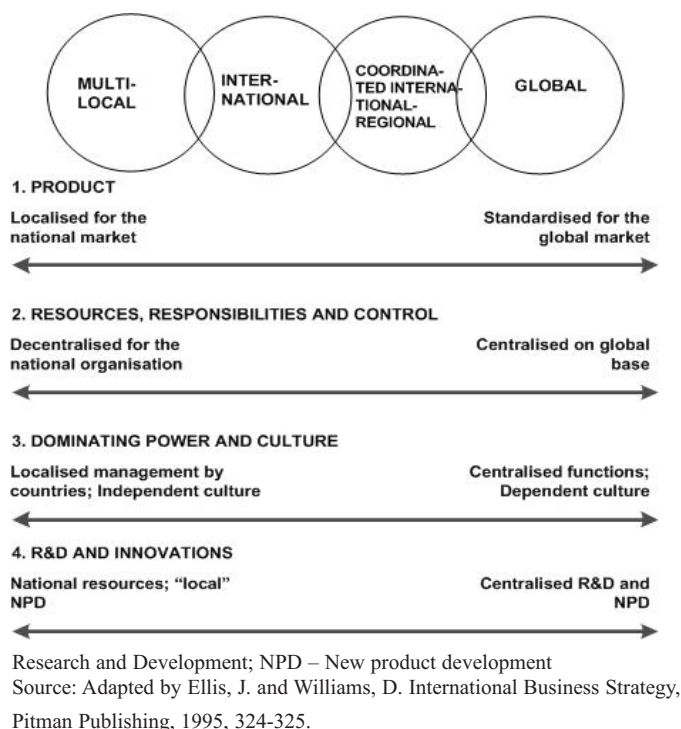 MULTI-
LOCAL
INTER-
NATIONAL
COORDINA-
TED INTERNA-
TIONAL-
REGIONAL
GLOBAL
1. PRODUCT
Localised for the
national market
Standardised for the
global market
2. RESOURCES, RESPONSIBILITIES AND CONTROL
Decentralised for the
national organisation
Centralised on global
base
3. DOMINATING POWER AND CULTURE
Localised management by
countries; Independent culture
Centralised functions;
Dependent culture
4. R&D AND INNOVATIONS
National resources; “local”
NPD
Centralised R&D and
NPD
Research and Development; NPD – New product development
Source: Adapted by Ellis, J. and Williams, D. International Business Strategy,
Pitman Publishing, 1995, 324-325.